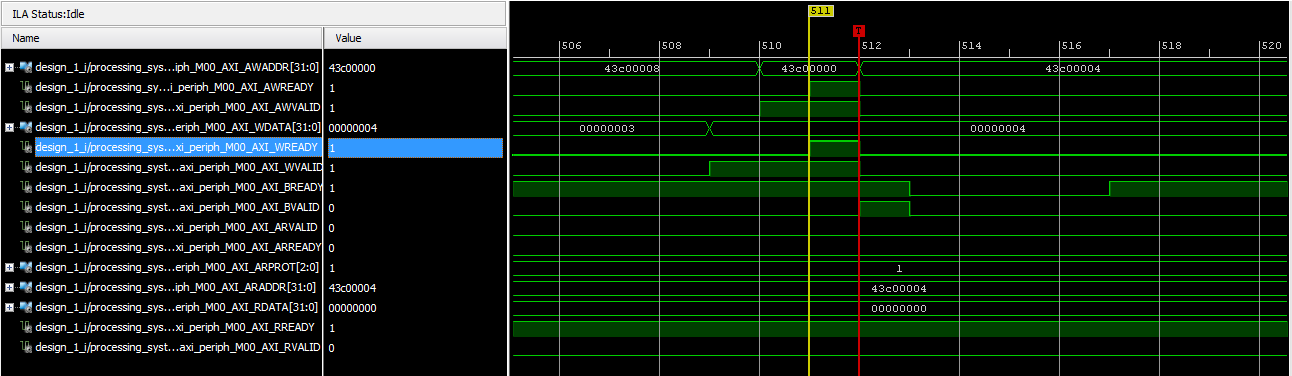 ILA Status:Idle
Name Value
511
T
506 508 510 512 514 516 518 520
design_1_i/processing_sys...iph_M00_AXI_AWADDR[31:0] 43c00000 43c00008 43c00000 43c00004
design_1_i/processing_sy...i_periph_M00_AXI_AWREADY 1
design_1_i/processing_sys...xi_periph_M00_AXI_AWVALID 1
design_1_i/processing_sys...eriph_M00_AXI_WDATA[31:0] 00000004 00000003 00000004
design_1_i/processing_sys...xi_periph_M00_AXI_WREADY 1
design_1_i/processing_syst...axi_periph_M00_AXI_WVALID 1
design_1_i/processing_syst...axi_periph_M00_AXI_BREADY 1
design_1_i/processing_syst...axi_periph_M00_AXI_BVALID 0
design_1_i/processing_sys...xi_periph_M00_AXI_ARVALID 0
design_1_i/processing_sys...xi_periph_M00_AXI_ARREADY 0
design_1_i/processing_sys...eriph_M00_AXI_ARPROT[2:0] 1 1
design_1_i/processing_sys...iph_M00_AXI_ARADDR[31:0] 43c00004 43c00004
design_1_i/processing_sys...eriph_M00_AXI_RDATA[31:0] 00000000 00000000
design_1_i/processing_sys...xi_periph_M00_AXI_RREADY 1
design_1_i/processing_syst...axi_periph_M00_AXI_RVALID 0